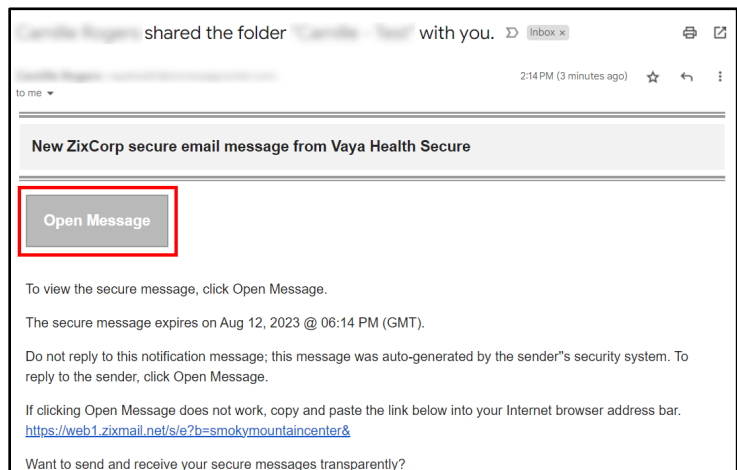 shared the folder with you. Inbox ×
2:14 PM (3 minutes ago)
to me
New ZixCorp secure email message from Vaya Health Secure
Open Message
To view the secure message, click Open Message.
The secure message expires on Aug 12, 2023 @ 06:14 PM (GMT).
Do not reply to this notification message; this message was auto-generated by the sender"s security system. To
reply to the sender, click Open Message.
If clicking Open Message does not work, copy and paste the link below into your Internet browser address bar.
https://web1.zixmail.net/s/e?b=smokymountaincenter&
Want to send and receive your secure messages transparently?